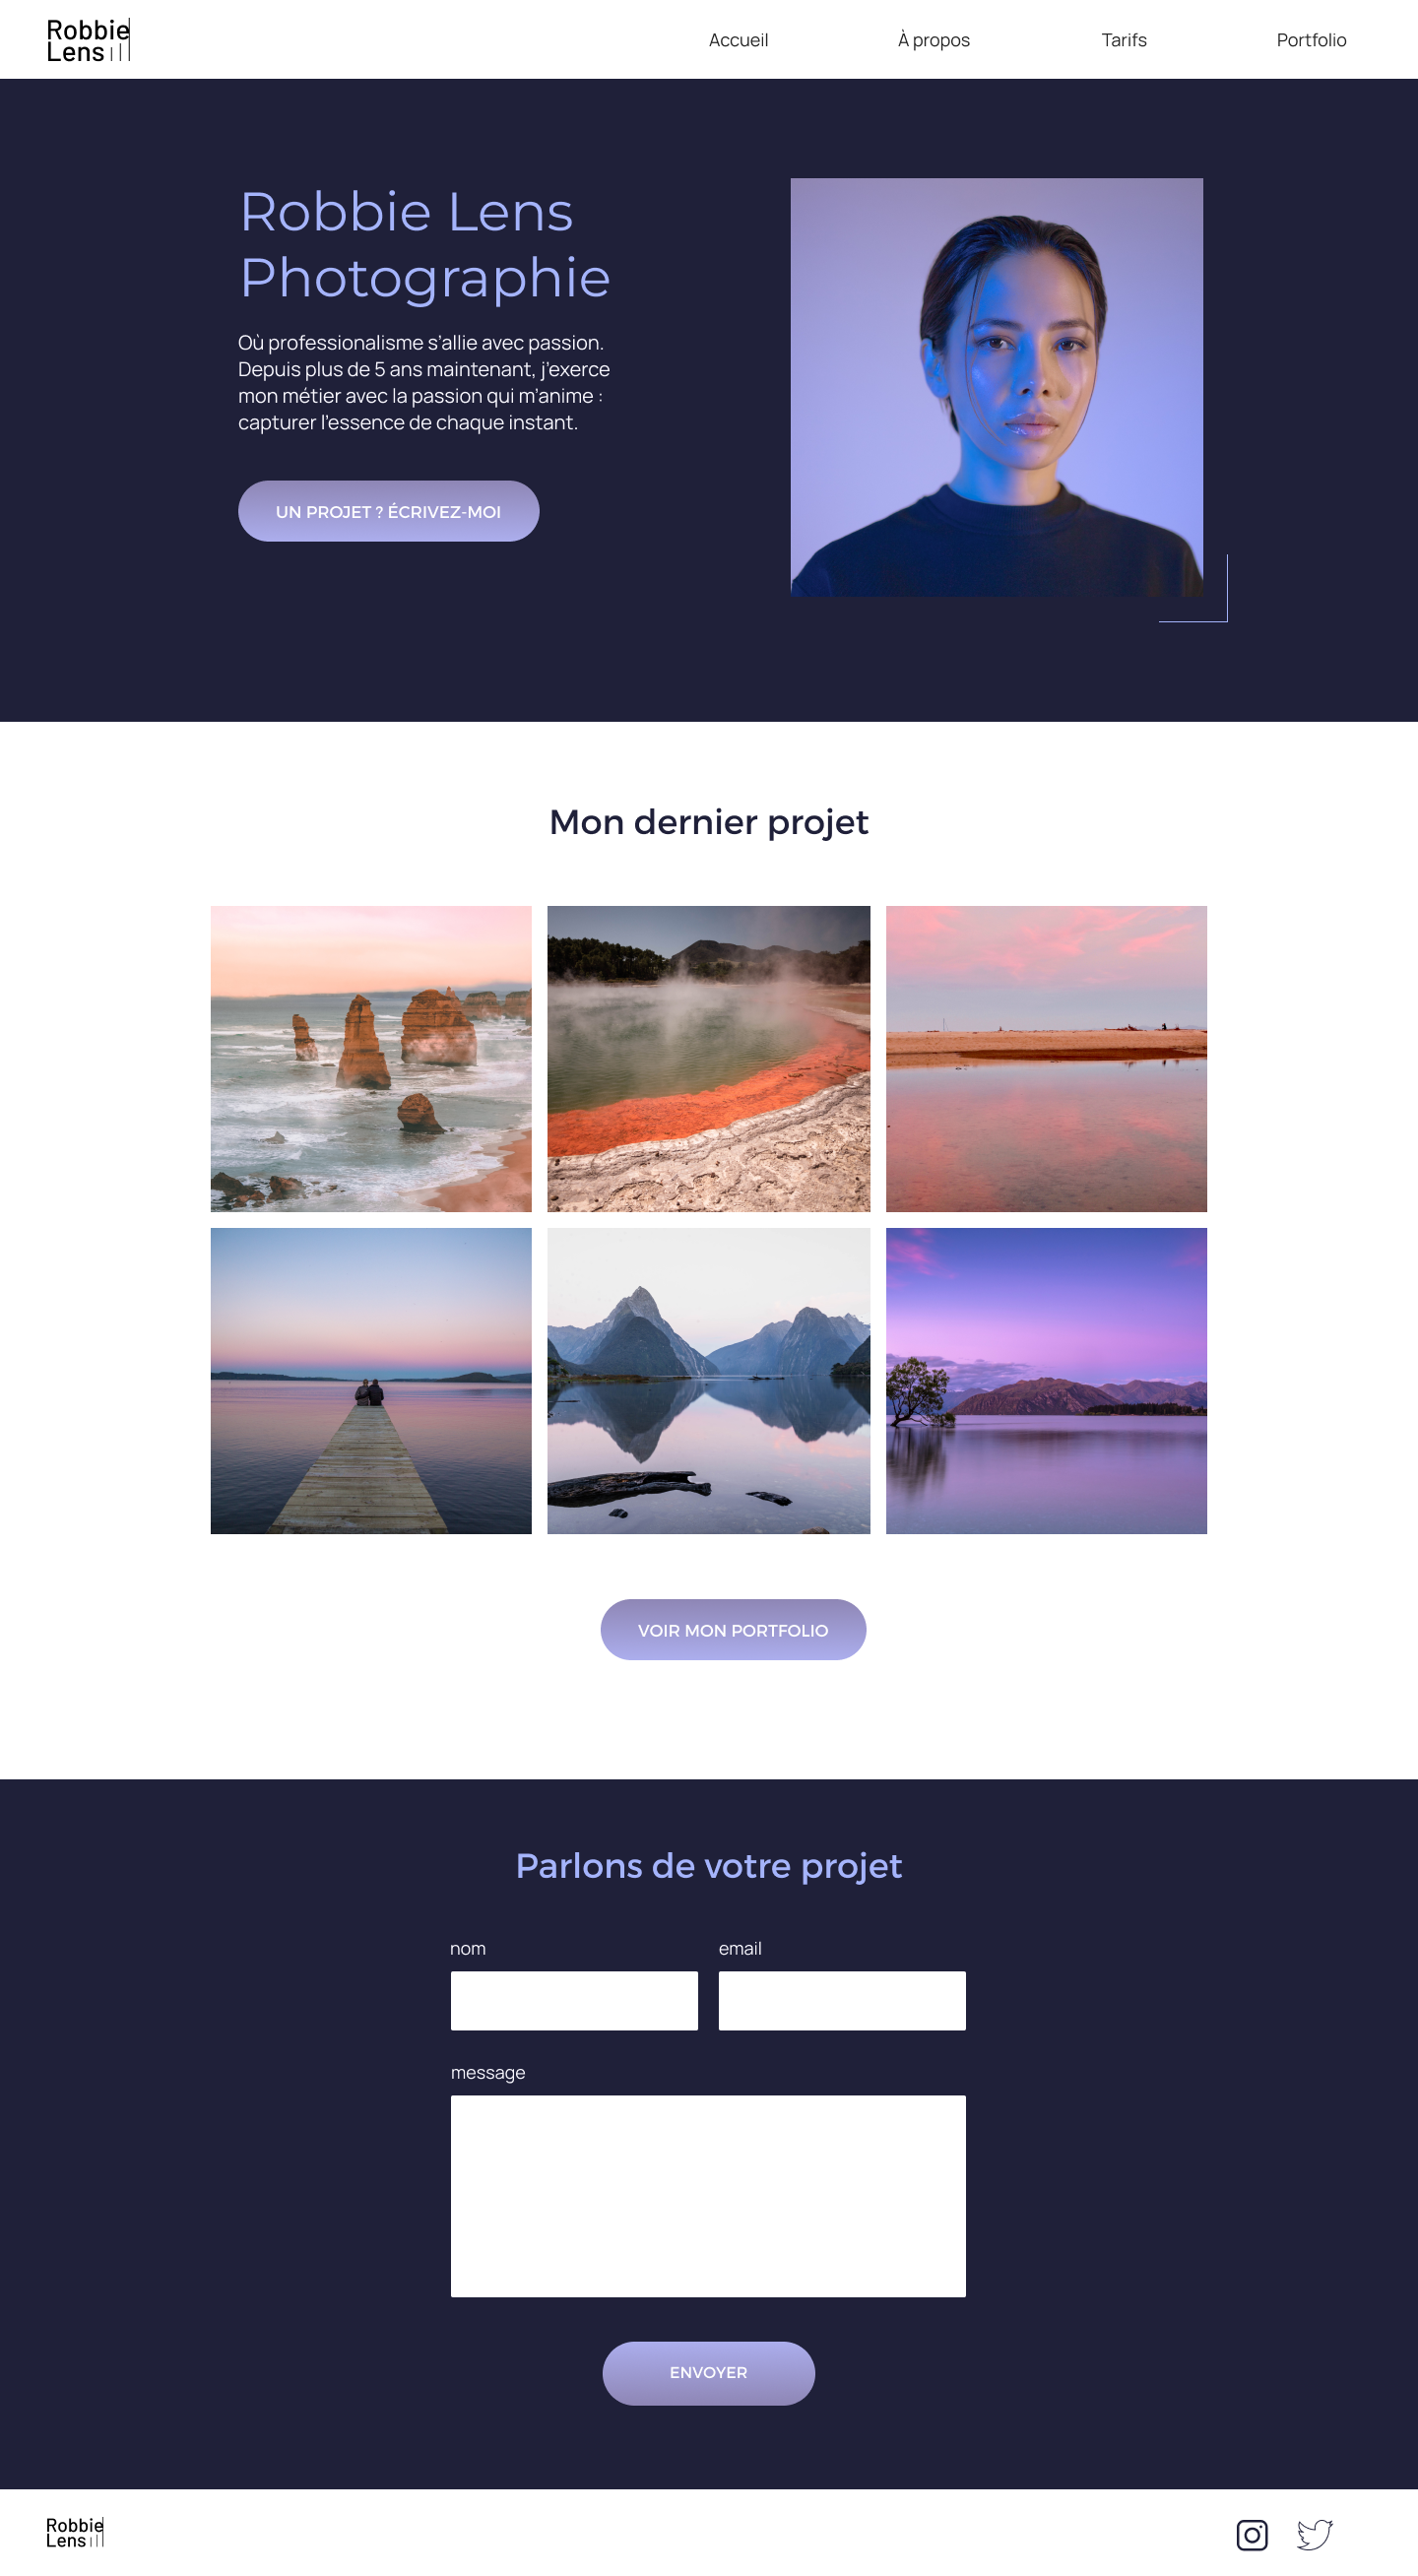 Robbie
Lens
Accueil
À propos
Tarifs
Portfolio
Robbie Lens
Photographie
Où professionalisme s’allie avec passion.
Depuis plus de 5 ans maintenant, j’exerce
mon métier avec la passion qui m’anime :
capturer l’essence de chaque instant.
UN PROJET ? ÉCRIVEZ-MOI
Mon dernier projet
VOIR MON PORTFOLIO
Parlons de votre projet
nom
email
message
ENVOYER
Robbie
Lens